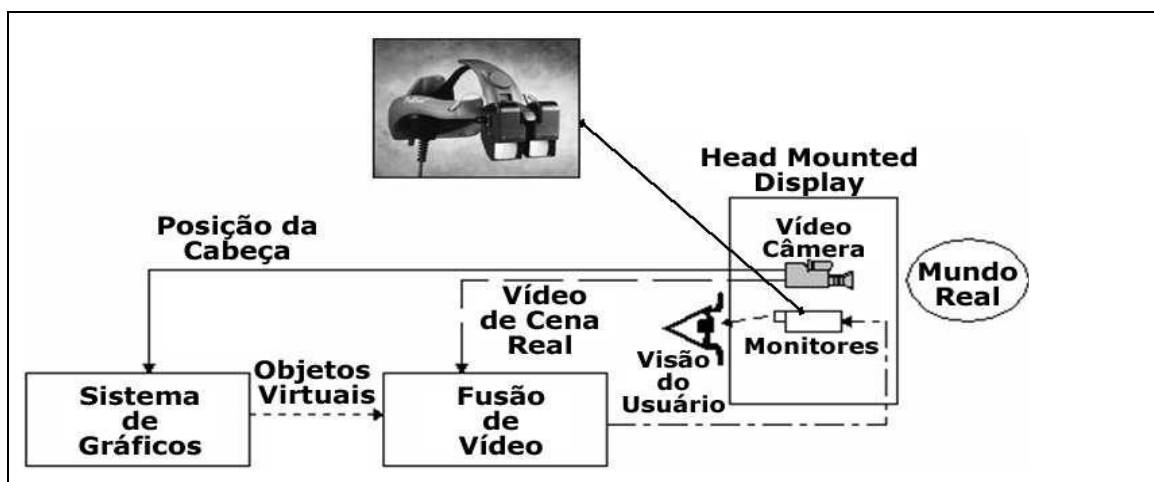 Head Mounted
Display
Posição da
Cabeça
Vídeo
Câmera
Mundo
Real
Vídeo
de Cena
Real
Monitores
Visão
do
Usuário
Objetos
Virtuais
Sistema
de
Gráficos
Fusão
de
Vídeo